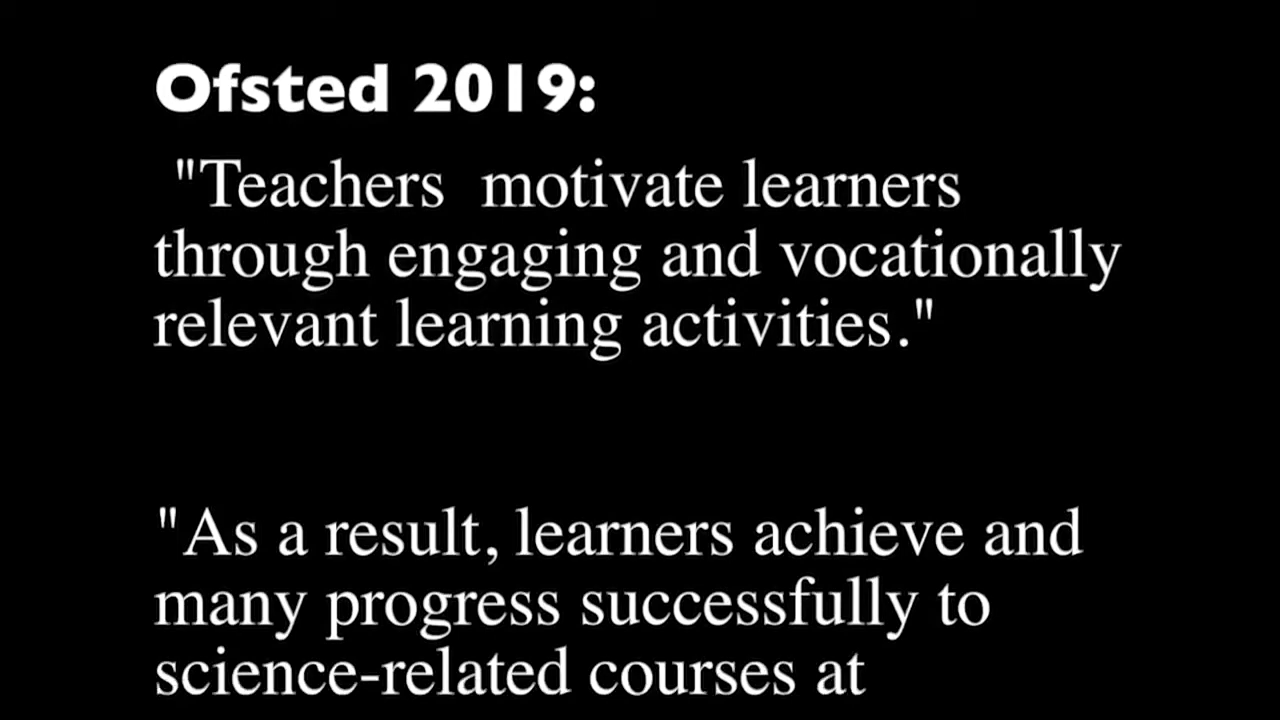 Ofsted 2019:
"Teachers  motivate learners
through engaging and vocationally
relevant learning activities."
"As a result, learners achieve and
many progress successfully to
science-related courses at